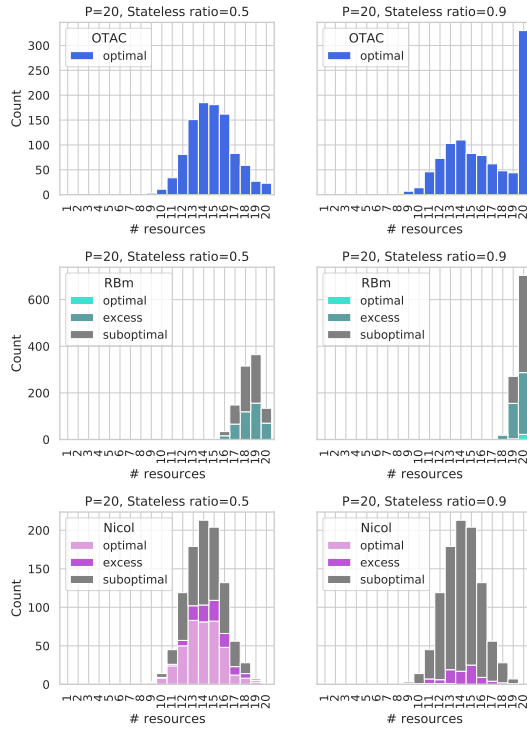 P=20, Stateless ratio=0.5
OTAC
optimal
Count
300
250
200
150
100
50
0
1 2 3 4 5 6 7 8 9 10 11 12 13 14 15 16 17 18 19 20
# resources
P=20, Stateless ratio=0.9
OTAC
optimal
1 2 3 4 5 6 7 8 9 10 11 12 13 14 15 16 17 18 19 20
# resources
P=20, Stateless ratio=0.5
RBm
optimal
excess
suboptimal
Count
600
400
200
0
1 2 3 4 5 6 7 8 9 10 11 12 13 14 15 16 17 18 19 20
# resources
P=20, Stateless ratio=0.9
RBm
optimal
excess
suboptimal
1 2 3 4 5 6 7 8 9 10 11 12 13 14 15 16 17 18 19 20
# resources
P=20, Stateless ratio=0.5
Nicol
optimal
excess
suboptimal
Count
200
150
100
50
0
1 2 3 4 5 6 7 8 9 10 11 12 13 14 15 16 17 18 19 20
# resources
P=20, Stateless ratio=0.9
Nicol
optimal
excess
suboptimal
1 2 3 4 5 6 7 8 9 10 11 12 13 14 15 16 17 18 19 20
# resources